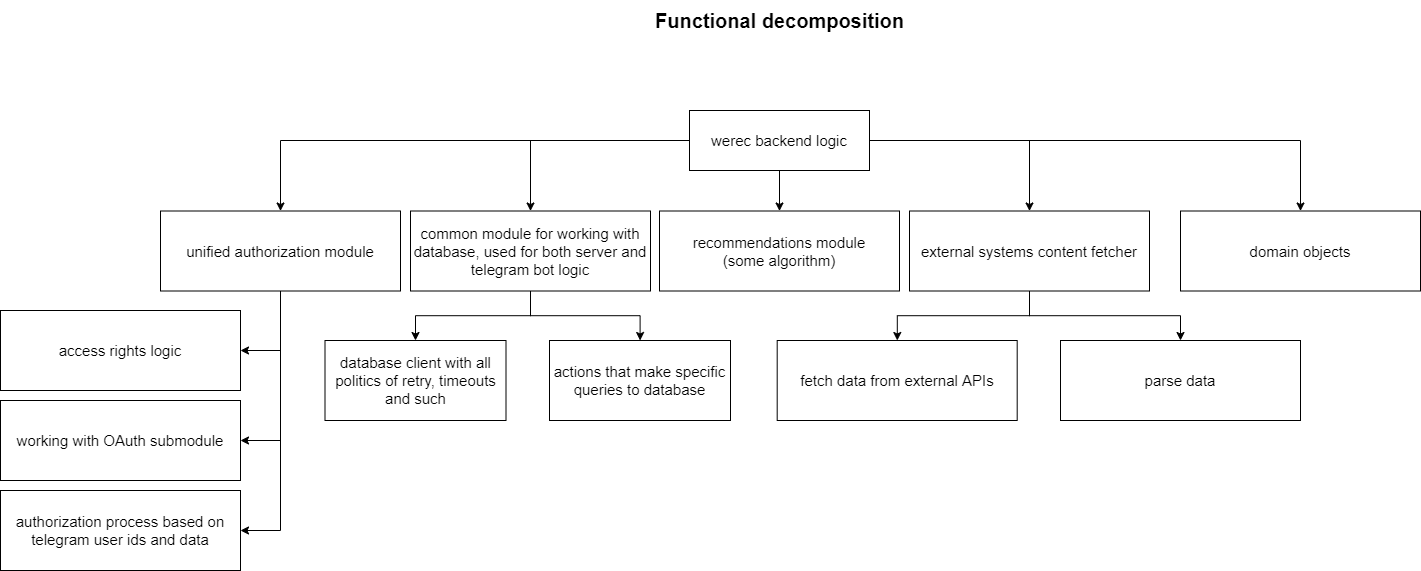 Functional decomposition
werec backend logic
unified authorization module
common module for working with
database, used for both server and
telegram bot logic
recommendations module
(some algorithm)
external systems content fetcher
domain objects
access rights logic
working with OAuth submodule
authorization process based on
telegram user ids and data
database client with all
politics of retry, timeouts
and such
actions that make specific
queries to database
fetch data from external APIs
parse data